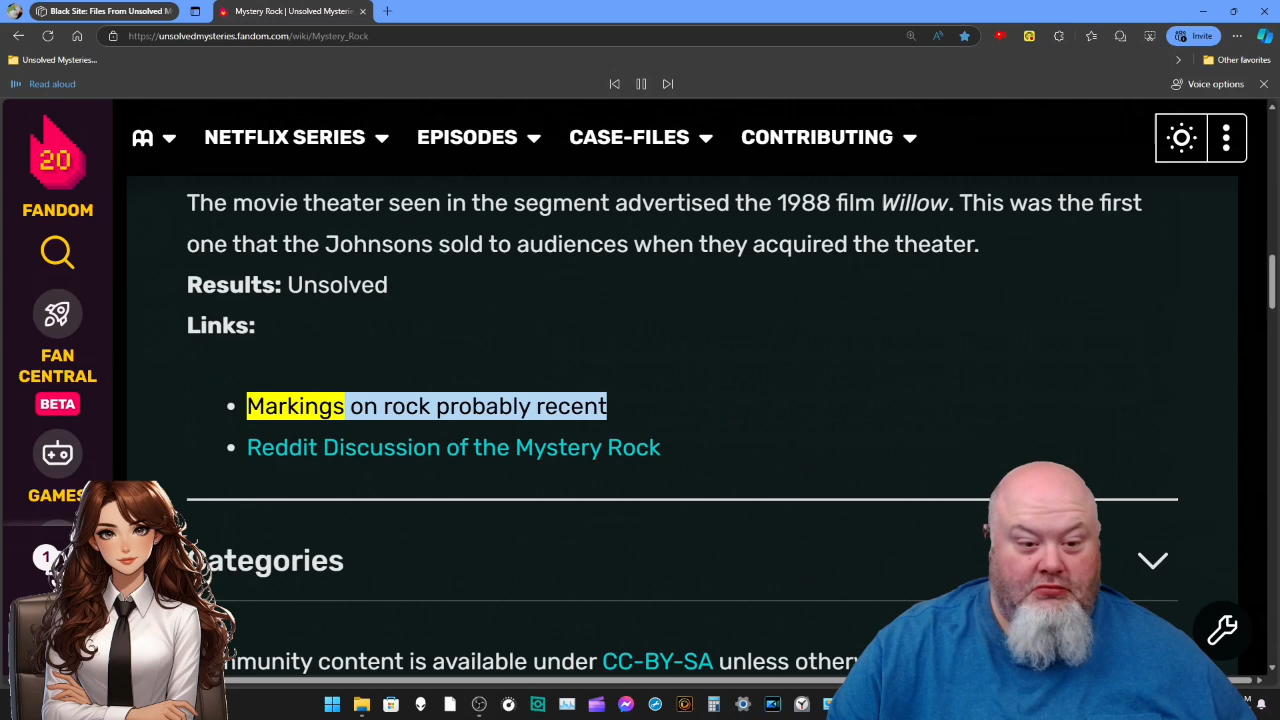 Black Site: Files From Unsolved M
Mystery Rock | Unsolved Mysterie
https://unsolvedmysteries.fandom.com/wiki/Mystery_Rock
Invite
Unsolved Mysteries...
Other favorites
Read aloud
Voice options
20
FANDOM
FAN
CENTRAL
BETA
GAMES
1
NETFLIX SERIES
EPISODES
CASE-FILES
CONTRIBUTING
The movie theater seen in the segment advertised the 1988 film Willow. This was the first
one that the Johnsons sold to audiences when they acquired the theater.
Results: Unsolved
Links:
• Markings on rock probably recent
• Reddit Discussion of the Mystery Rock
ategories
mmunity content is available under CC-BY-SA unless otherw